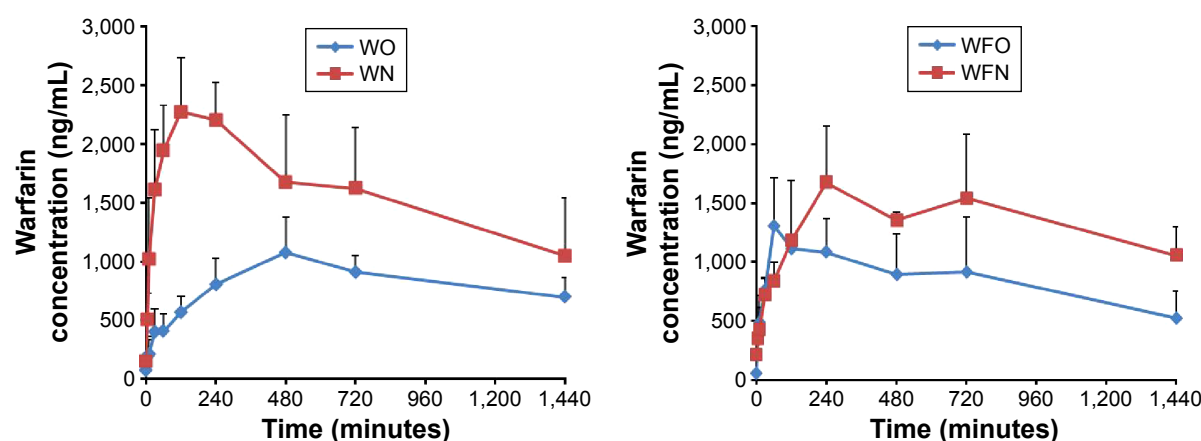 3,000
2,500
2,000
1,500
1,000
500
0
Warfarin
concentration (ng/mL)
WO
WN
0 240 480 720 960 1,200 1,440
Time (minutes)
3,000
2,500
2,000
1,500
1,000
500
0
Warfarin
concentration (ng/mL)
WFO
WFN
0 240 480 720 960 1,200 1,440
Time (minutes)